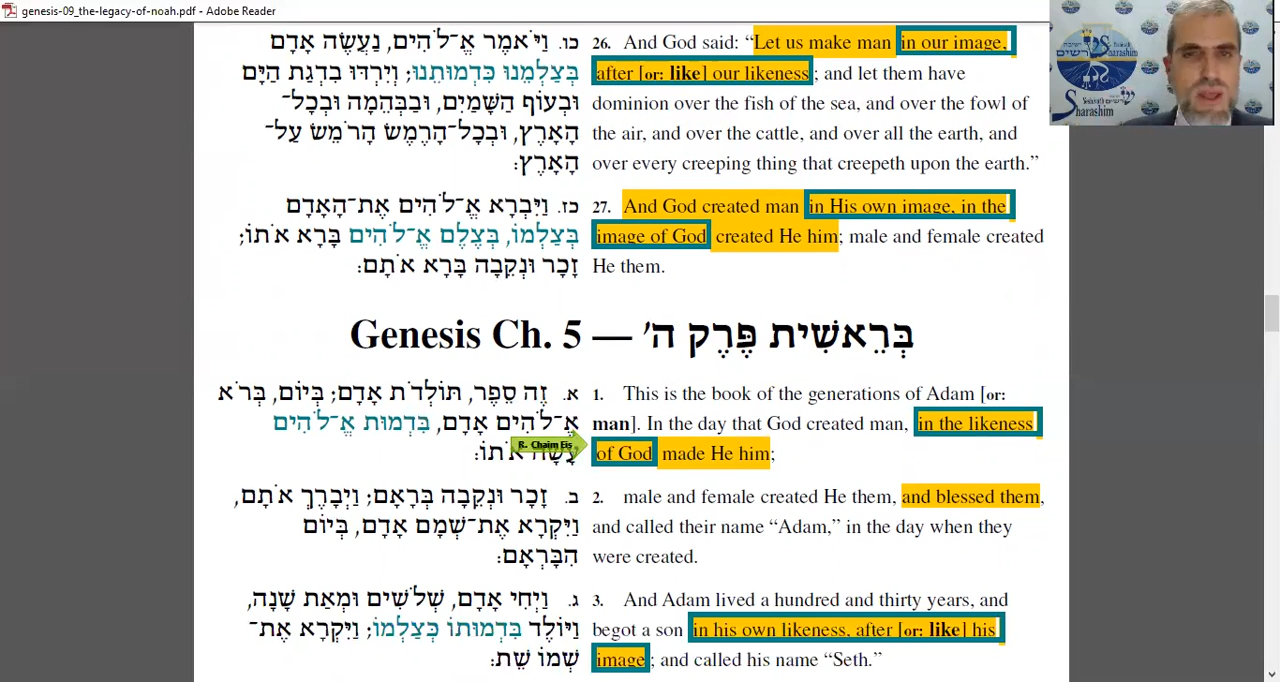 genesis-09_the-legacy-of-noah.pdf - Adobe Reader
כו. וַיֹּאמֶר אֱ־לֹהִים, נַעֲשֶׂה אָדָם
בְּצַלְמֵנוּ כִּדְמוּתֵנוּ; וְיִרְדּוּ בִדְגַת הַיָּם
וּבְעוֹף הַשָּׁמַיִם, וּבַבְּהֵמָה וּבְכָל־
הָאָרֶץ, וּבְכָל־הָרֶמֶשׂ הָרֹמֵשׂ עַל־
הָאָרֶץ:
26. And God said: “Let us make man in our image,
after [or: like] our likeness; and let them have
dominion over the fish of the sea, and over the fowl of
the air, and over the cattle, and over all the earth, and
over every creeping thing that creepeth upon the earth.”
כז. וַיִּבְרָא אֱ־לֹהִים אֶת־הָאָדָם
בְּצַלְמוֹ, בְּצֶלֶם אֱ־לֹהִים בָּרָא אֹתוֹ;
זָכָר וּנְקֵבָה בָּרָא אֹתָם:
27. And God created man in His own image, in the
image of God created He him; male and female created
He them.
Genesis Ch. 5 — בְּרֵאשִׁית פֶּרֶק ה׳
א. זֶה סֵפֶר, תּוֹלְדֹת אָדָם; בְּיוֹם, בְּרֹא
אֱ־לֹהִים אָדָם, בִּדְמוּת אֱ־לֹהִים
עָשָׂה אֹתוֹ:
R. Chaim Eis
1. This is the book of the generations of Adam [or:
man]. In the day that God created man, in the likeness
of God made He him;
ב. זָכָר וּנְקֵבָה בְּרָאָם; וַיְבָרֶךְ אֹתָם,
וַיִּקְרָא אֶת־שְׁמָם אָדָם, בְּיוֹם
הִבָּרְאָם:
2. male and female created He them, and blessed them,
and called their name “Adam,” in the day when they
were created.
ג. וַיְחִי אָדָם, שְׁלֹשִׁים וּמְאַת שָׁנָה,
וַיּוֹלֶד בִּדְמוּתוֹ כְּצַלְמוֹ; וַיִּקְרָא אֶת־
שְׁמוֹ שֵׁת:
3. And Adam lived a hundred and thirty years, and
begot a son in his own likeness, after [or: like] his
image; and called his name “Seth.”
Sharashim